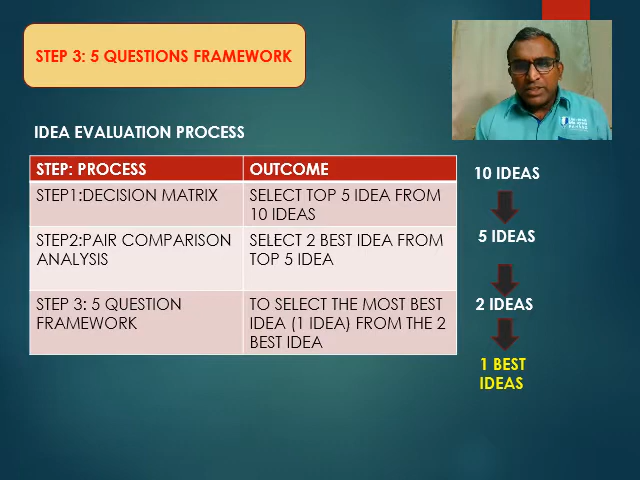 STEP 3: 5 QUESTIONS FRAMEWORK
IDEA EVALUATION PROCESS
STEP: PROCESS
OUTCOME
STEP1:DECISION MATRIX
SELECT TOP 5 IDEA FROM
10 IDEAS
STEP2:PAIR COMPARISON
ANALYSIS
SELECT 2 BEST IDEA FROM
TOP 5 IDEA
STEP 3: 5 QUESTION
FRAMEWORK
TO SELECT THE MOST BEST
IDEA (1 IDEA) FROM THE 2
BEST IDEA
10 IDEAS
5 IDEAS
2 IDEAS
1 BEST
IDEAS